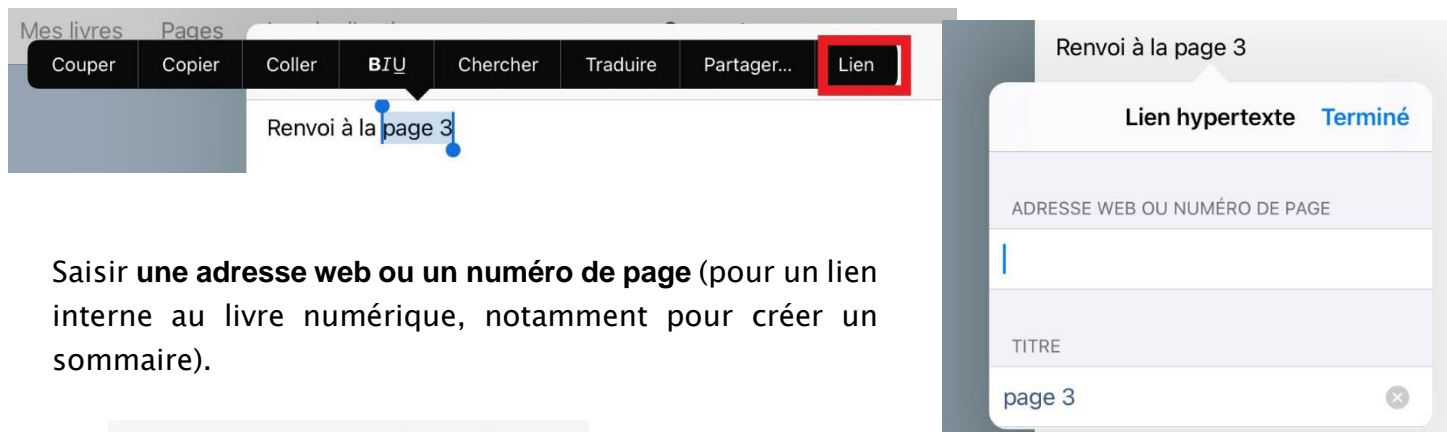 Mes livres Pages
Couper Copier Coller BIU Chercher Traduire Partager... Lien
Renvoi à la page 3
Saisir une adresse web ou un numéro de page (pour un lien
interne au livre numérique, notamment pour créer un
sommaire).
Renvoi à la page 3
Lien hypertexte Terminé
ADRESSE WEB OU NUMÉRO DE PAGE
TITRE
page 3